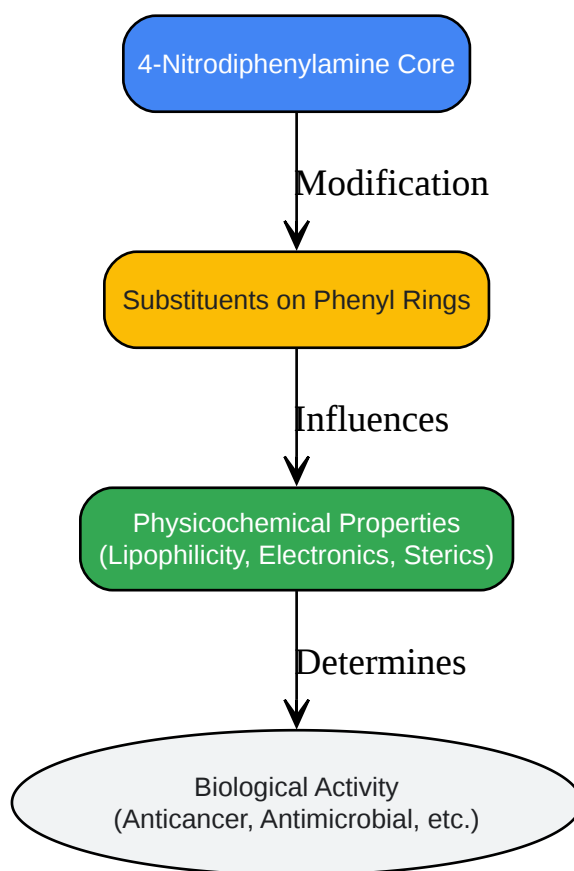 4-Nitrodiphenylamine Core
Modification
Substituents on Phenyl Rings
Influences
Physicochemical Properties
(Lipophilicity, Electronics, Sterics)
Determines
Biological Activity
(Anticancer, Antimicrobial, etc.)